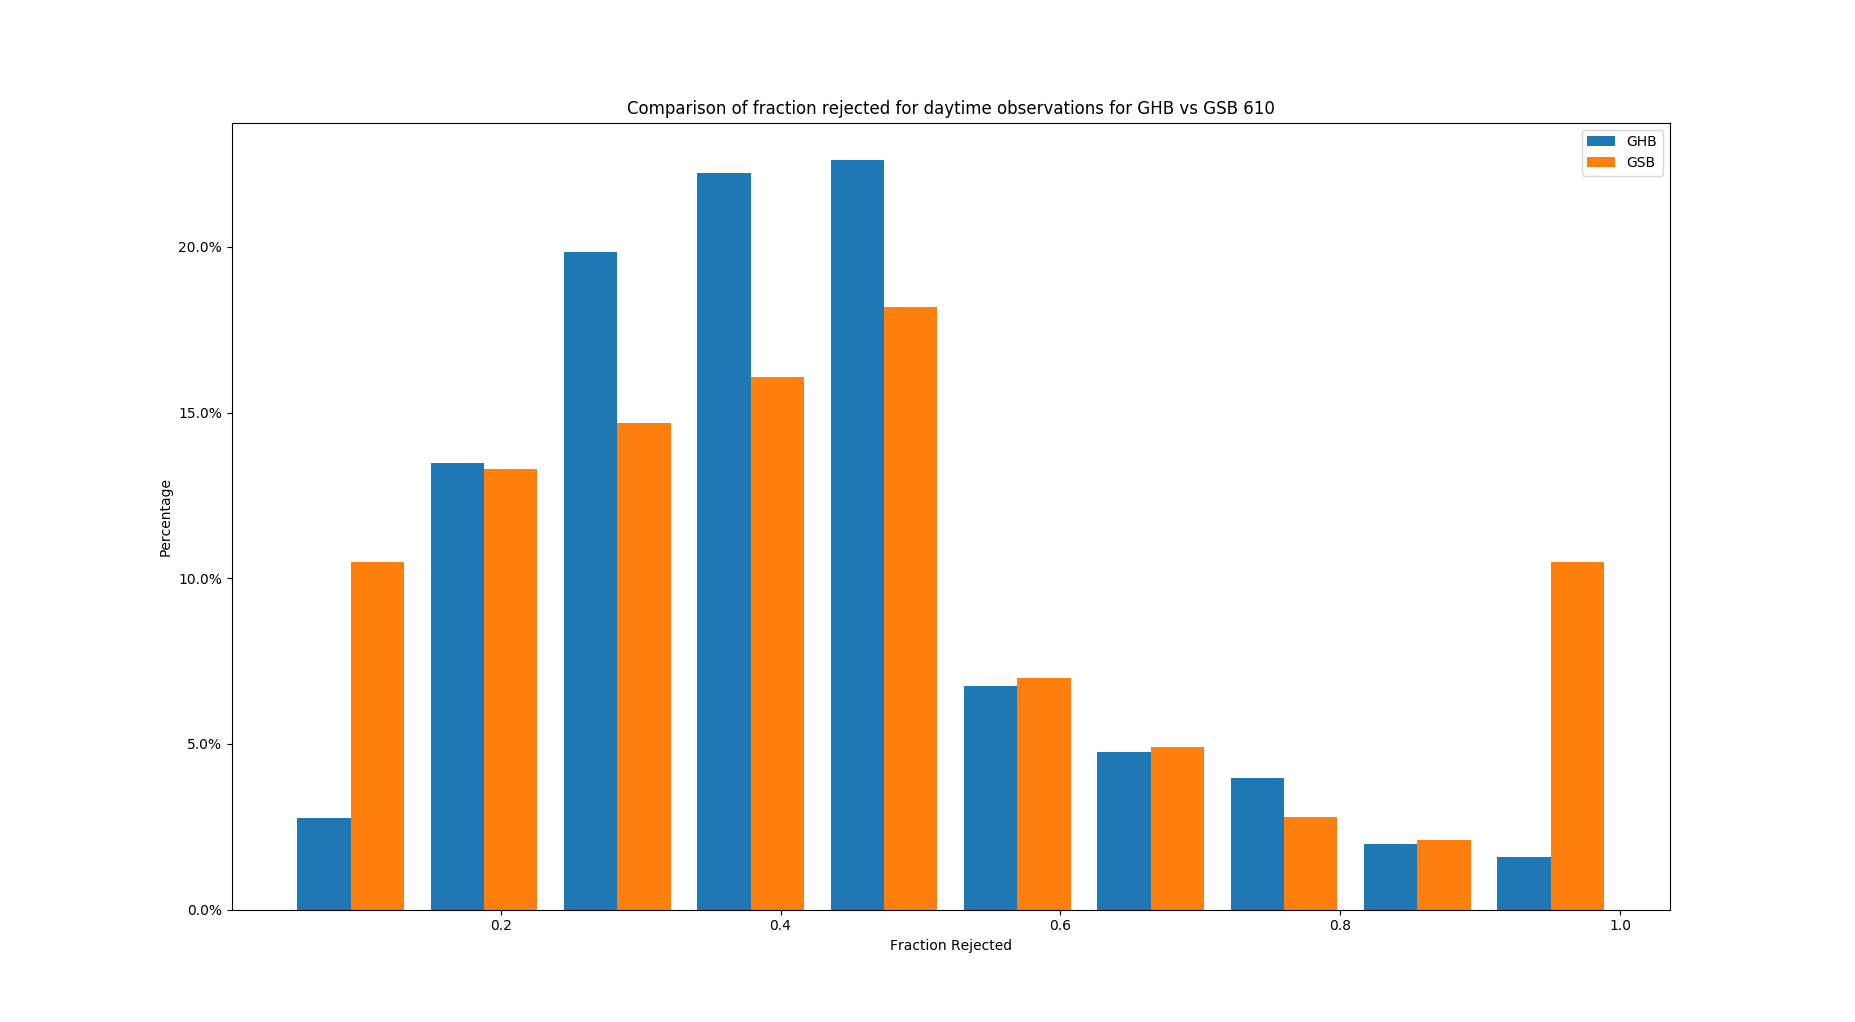 Comparison of fraction rejected for daytime observations for GHB vs GSB 610
GHB
GSB
20.0%
15.0%
10.0%
5.0%
0.0%
Percentage
0.2
0.4
0.6
0.8
1.0
Fraction Rejected